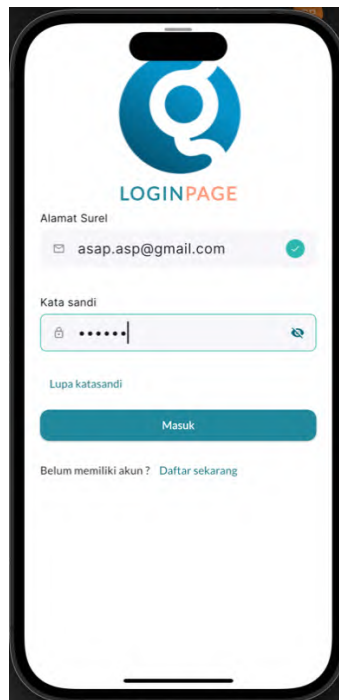 LOGINPAGE
Alamat Surel
asap.asp@gmail.com
Kata sandi
••••••
Lupa katasandi
Masuk
Belum memiliki akun ? Daftar sekarang